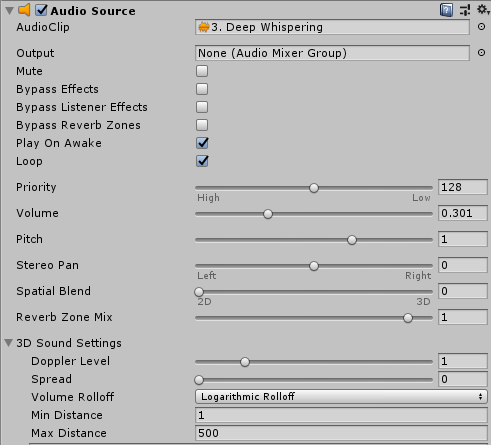 Audio Source
AudioClip 3. Deep Whispering
Output None (Audio Mixer Group)
Mute
Bypass Effects
Bypass Listener Effects
Bypass Reverb Zones
Play On Awake
Loop
Priority 128
High Low
Volume 0.301
Pitch 1
Stereo Pan 0
Left Right
Spatial Blend 0
2D 3D
Reverb Zone Mix 1
3D Sound Settings
Doppler Level 1
Spread 0
Volume Rolloff Logarithmic Rolloff
Min Distance 1
Max Distance 500